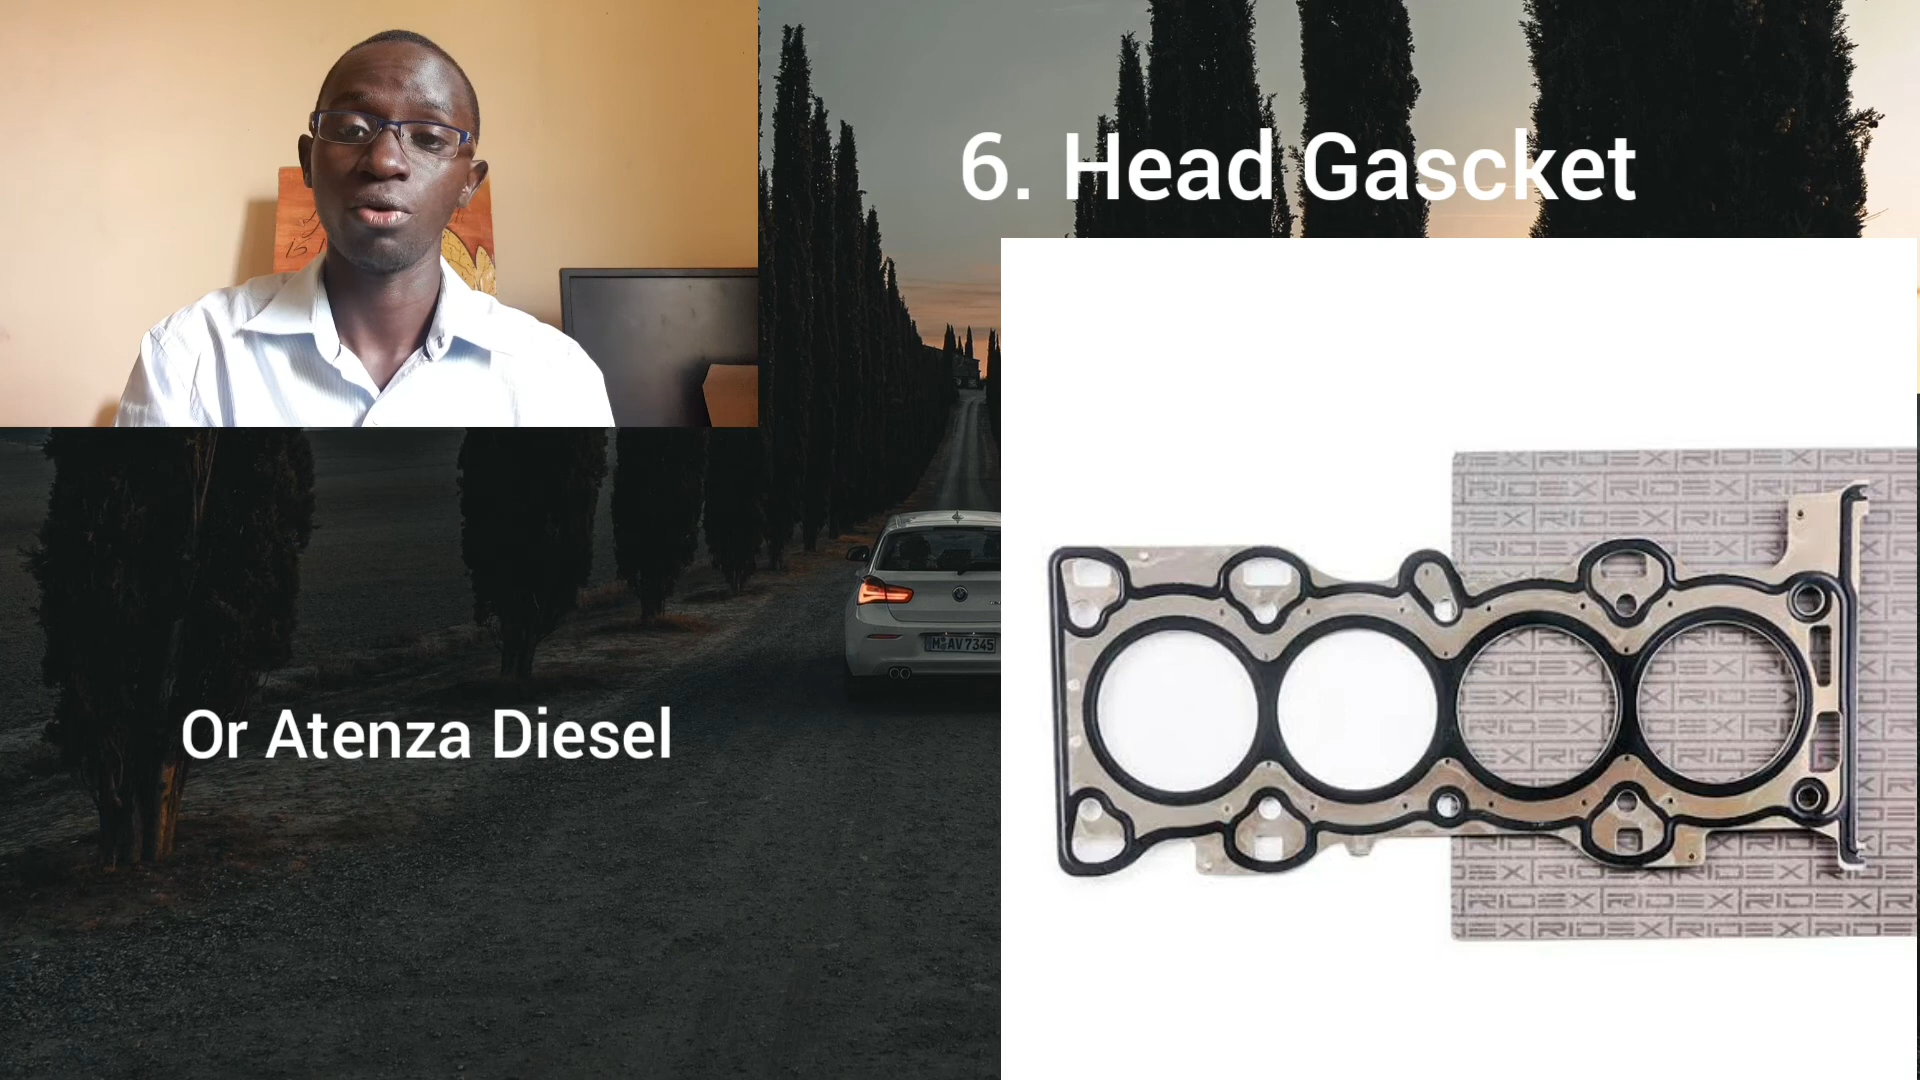 6. Head Gascket
RIDEX RIDEX RIDEX
M AV 7345
Or Atenza Diesel